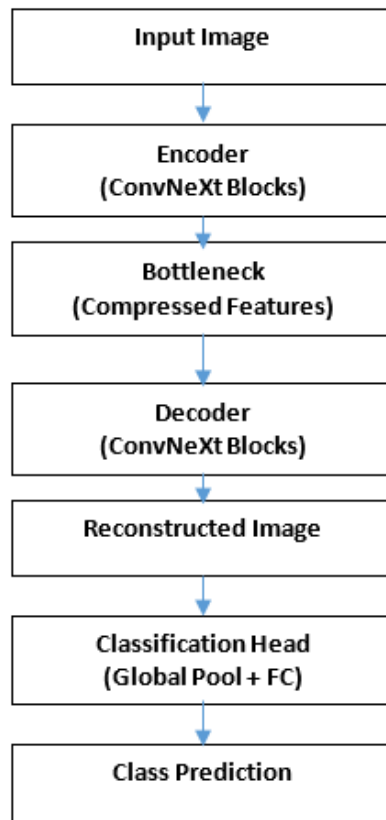 Input Image
Encoder
(ConvNeXt Blocks)
Bottleneck
(Compressed Features)
Decoder
(ConvNeXt Blocks)
Reconstructed Image
Classification Head
(Global Pool + FC)
Class Prediction